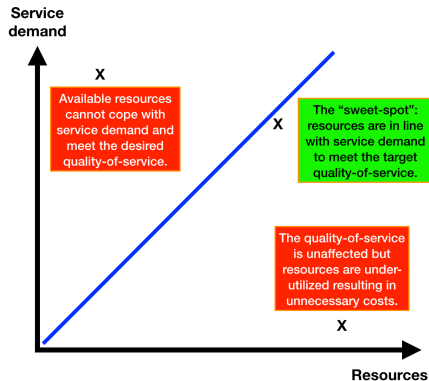 Service
demand
X
Available resources
cannot cope with
service demand and
meet the desired
quality-of-service.
X
The “sweet-spot”:
resources are in line
with service demand
to meet the target
quality-of-service.
The quality-of-service
is unaffected but
resources are under-
utilized resulting in
unnecessary costs.
X
Resources